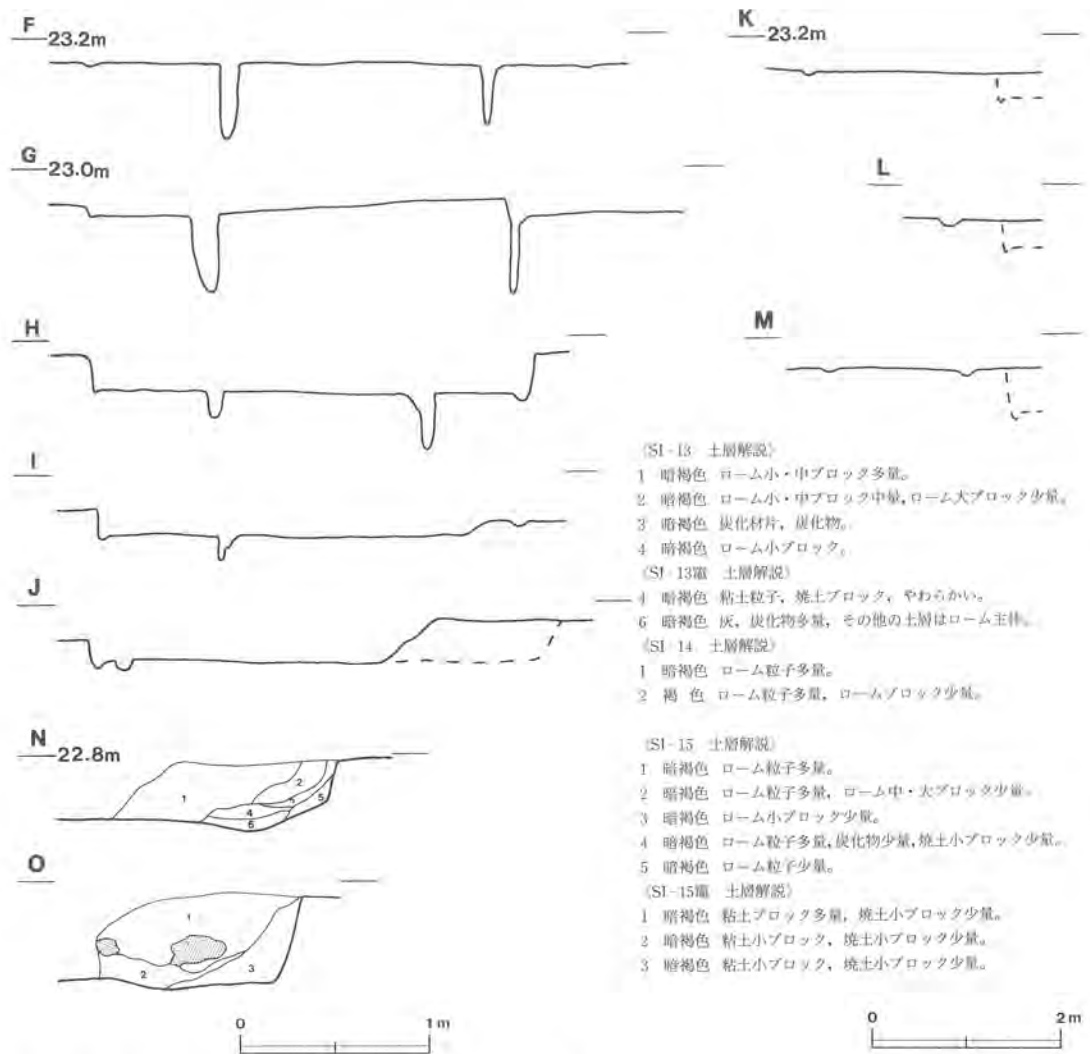 F
23.2m
K
23.2m
G
23.0m
L
H
M
I
J
N
22.8m
1
2
3
4
5
6
O
1
2
3
0 1m
《SI-13 土層解説》
1 暗褐色 ローム小・中ブロック多量。
2 暗褐色 ローム小・中ブロック中量,ローム大ブロック少量。
3 暗褐色 炭化材片,炭化物。
4 暗褐色 ローム小ブロック。
《SI-13竈 土層解説》
4 暗褐色 粘土粒子,焼土ブロック,やわらかい。
6 暗褐色 灰,炭化物多量,その他の土層はローム主体。
《SI-14 土層解説》
1 暗褐色 ローム粒子多量。
2 褐色 ローム粒子多量,ロームブロック少量。
《SI-15 土層解説》
1 暗褐色 ローム粒子多量。
2 暗褐色 ローム粒子多量,ローム中・大ブロック少量。
3 暗褐色 ローム小ブロック少量。
4 暗褐色 ローム粒子多量,炭化物少量,焼土小ブロック少量。
5 暗褐色 ローム粒子少量。
《SI-15竈 土層解説》
1 暗褐色 粘土ブロック多量,焼土小ブロック少量。
2 暗褐色 粘土小ブロック,焼土小ブロック少量。
3 暗褐色 粘土小ブロック,焼土小ブロック少量。
0 2m